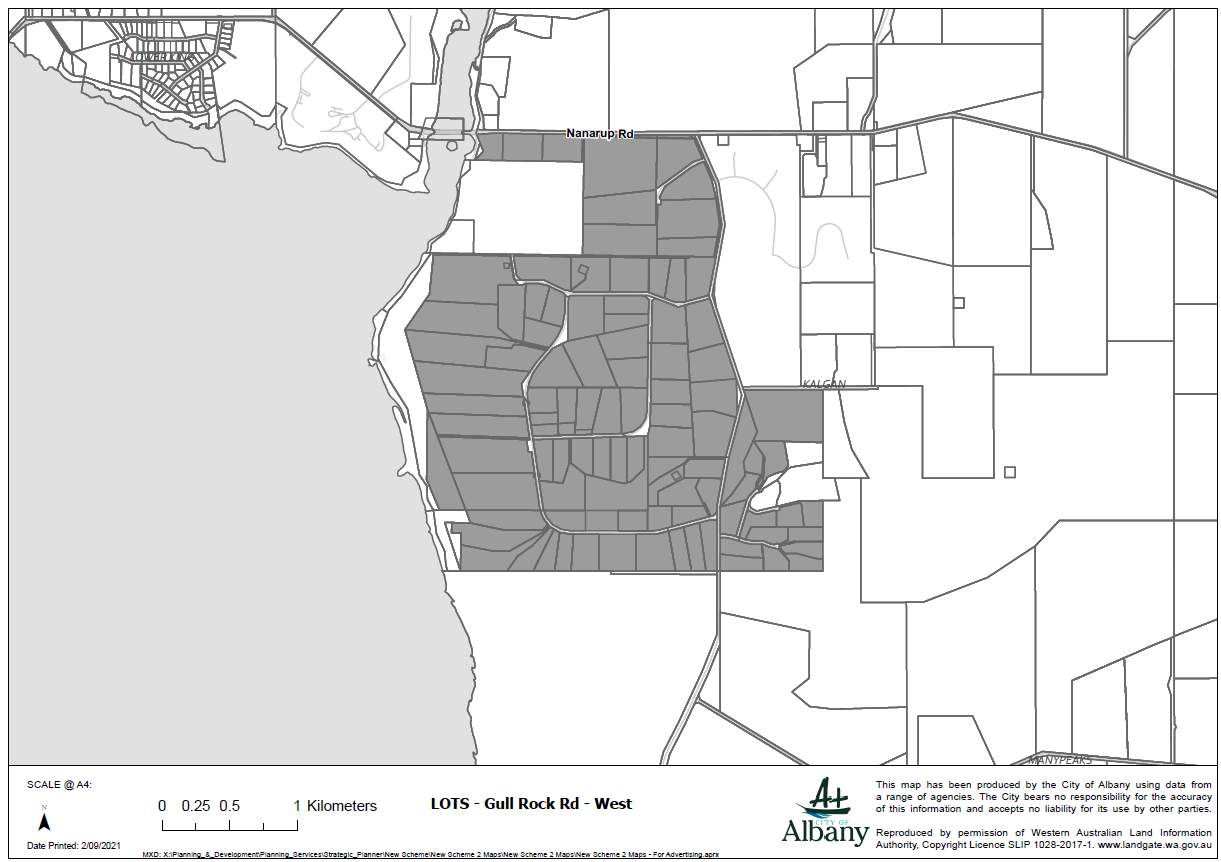 LOWER KING
Nanarup Rd
KALGAN
MANYPEAKS
SCALE @ A4:
N
Date Printed: 2/09/2021
0 0.25 0.5 1 Kilometers
LOTS - Gull Rock Rd - West
MXD: X:\Planning_&_Development\Planning_Services\Strategic_Planner\New Scheme\New Scheme 2 Maps\New Scheme 2 Maps\New Scheme 2 Maps - For Advertising.aprx
CITY OF
Albany
This map has been produced by the City of Albany using data from
a range of agencies. The City bears no responsibility for the accuracy
of this information and accepts no liability for its use by other parties.
Reproduced by permission of Western Australian Land Information
Authority, Copyright Licence SLIP 1028-2017-1. www.landgate.wa.gov.au